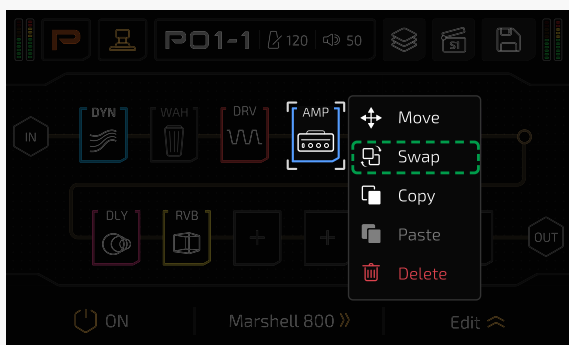 P01-1 120 50 S1
DYN WAH DRV AMP
IN
Move
Swap
Copy
Paste
Delete
DLY RVB
OUT
ON Marshell 800 Edit